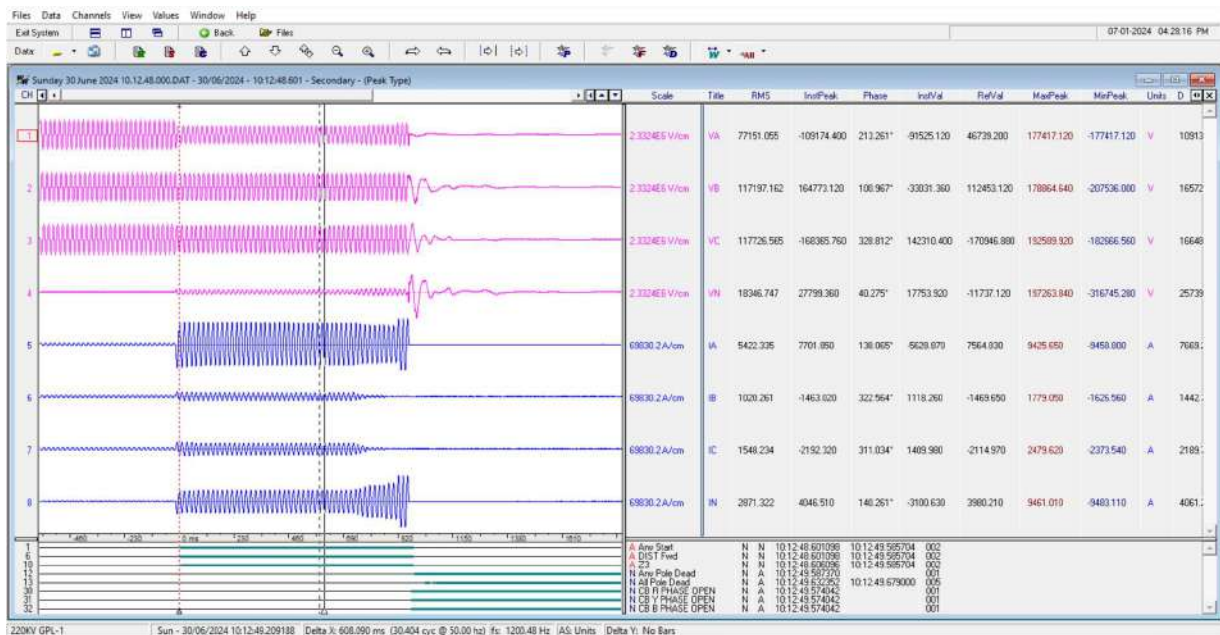 Files Data Channels View Values Window Help
Exit System Back Files 07-01-2024 04:28:16 PM
Data:
Sunday 30 June 2024 10.12.48.000.DAT - 30/06/2024 - 10:12:48.601 - Secondary - (Peak Type)
CH Scale Title RMS InstPeak Phase InstVal RefVal MaxPeak MinPeak Units D
1 2.3324E6 V/cm VA 77151.055 -109174.400 213.261° -91525.120 46739.200 177417.120 -177417.120 V 10913
2 2.3324E6 V/cm VB 117197.162 164773.120 100.967° -33031.360 112453.120 178864.640 -207536.000 V 16572
3 2.3324E6 V/cm VC 117726.565 -168365.760 328.812° 142310.400 -170946.880 192589.920 -182666.560 V 16648
4 2.3324E6 V/cm VN 18346.747 27799.360 40.275° 17753.920 -11737.120 197263.840 -316745.280 V 25739
5 69830.2 A/cm IA 5422.335 7701.850 138.065° -5628.870 7564.830 9425.650 -9458.800 A 7669.
6 69830.2 A/cm IB 1020.261 -1463.020 322.564° 1118.260 -1469.650 1779.050 -1626.560 A 1442.
7 69830.2 A/cm IC 1548.234 -2192.320 311.034° 1409.980 -2114.970 2479.620 -2373.540 A 2189.
8 69830.2 A/cm IN 2871.322 4046.510 140.261° -3100.630 3980.210 9461.010 -9483.110 A 4061.
-460 -230 0 ms 230 460 690 920 1150 1380 1610
1 A Any Start N N 10:12:48.601098 10:12:49.585704 002
6 A DIST Fwd N N 10:12:48.601098 10:12:49.585704 002
10 A Z3 N N 10:12:48.606096 10:12:49.585704 002
12 N Any Pole Dead N A 10:12:49.587370 001
13 N All Pole Dead N A 10:12:49.632352 10:12:49.679000 005
30 N CB R PHASE OPEN N A 10:12:49.574042 001
31 N CB Y PHASE OPEN N A 10:12:49.574042 001
32 N CB B PHASE OPEN N A 10:12:49.574042 001
220KV GPL-1 Sun - 30/06/2024 10:12:49.209188 Delta X: 608.090 ms (30.404 cyc @ 50.00 hz) fs: 1200.48 Hz AS: Units Delta Y: No Bars